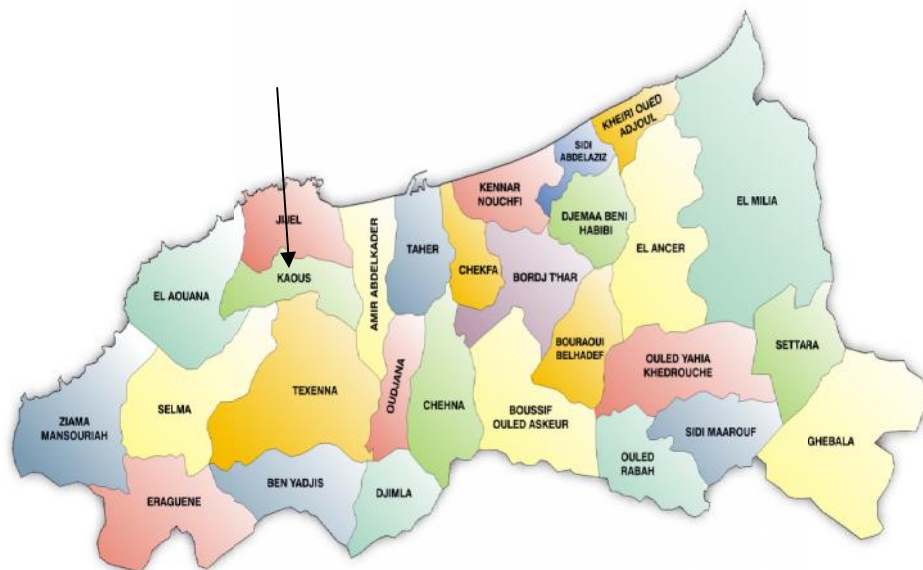 KHEIRI OUED
ADJOUL
SIDI
ABDELAZIZ
KENNAR
NOUCHFI
DJEMAA BENI
HABIBI
EL MILIA
JIJEL
EL ANCER
TAHER
AMIR ABDELKADER
CHEKFA
BORDJ T'HAR
KAOUS
EL AOUANA
BOURAOUI
BELHADEF
SETTARA
OULED YAHIA
KHEDROUCHE
OUDJANA
TEXENNA
CHEHNA
SELMA
BOUSSIF
OULED ASKEUR
ZIAMA
MANSOURIAH
SIDI MAAROUF
GHEBALA
OULED
RABAH
BEN YADJIS
DJIMLA
ERAGUENE